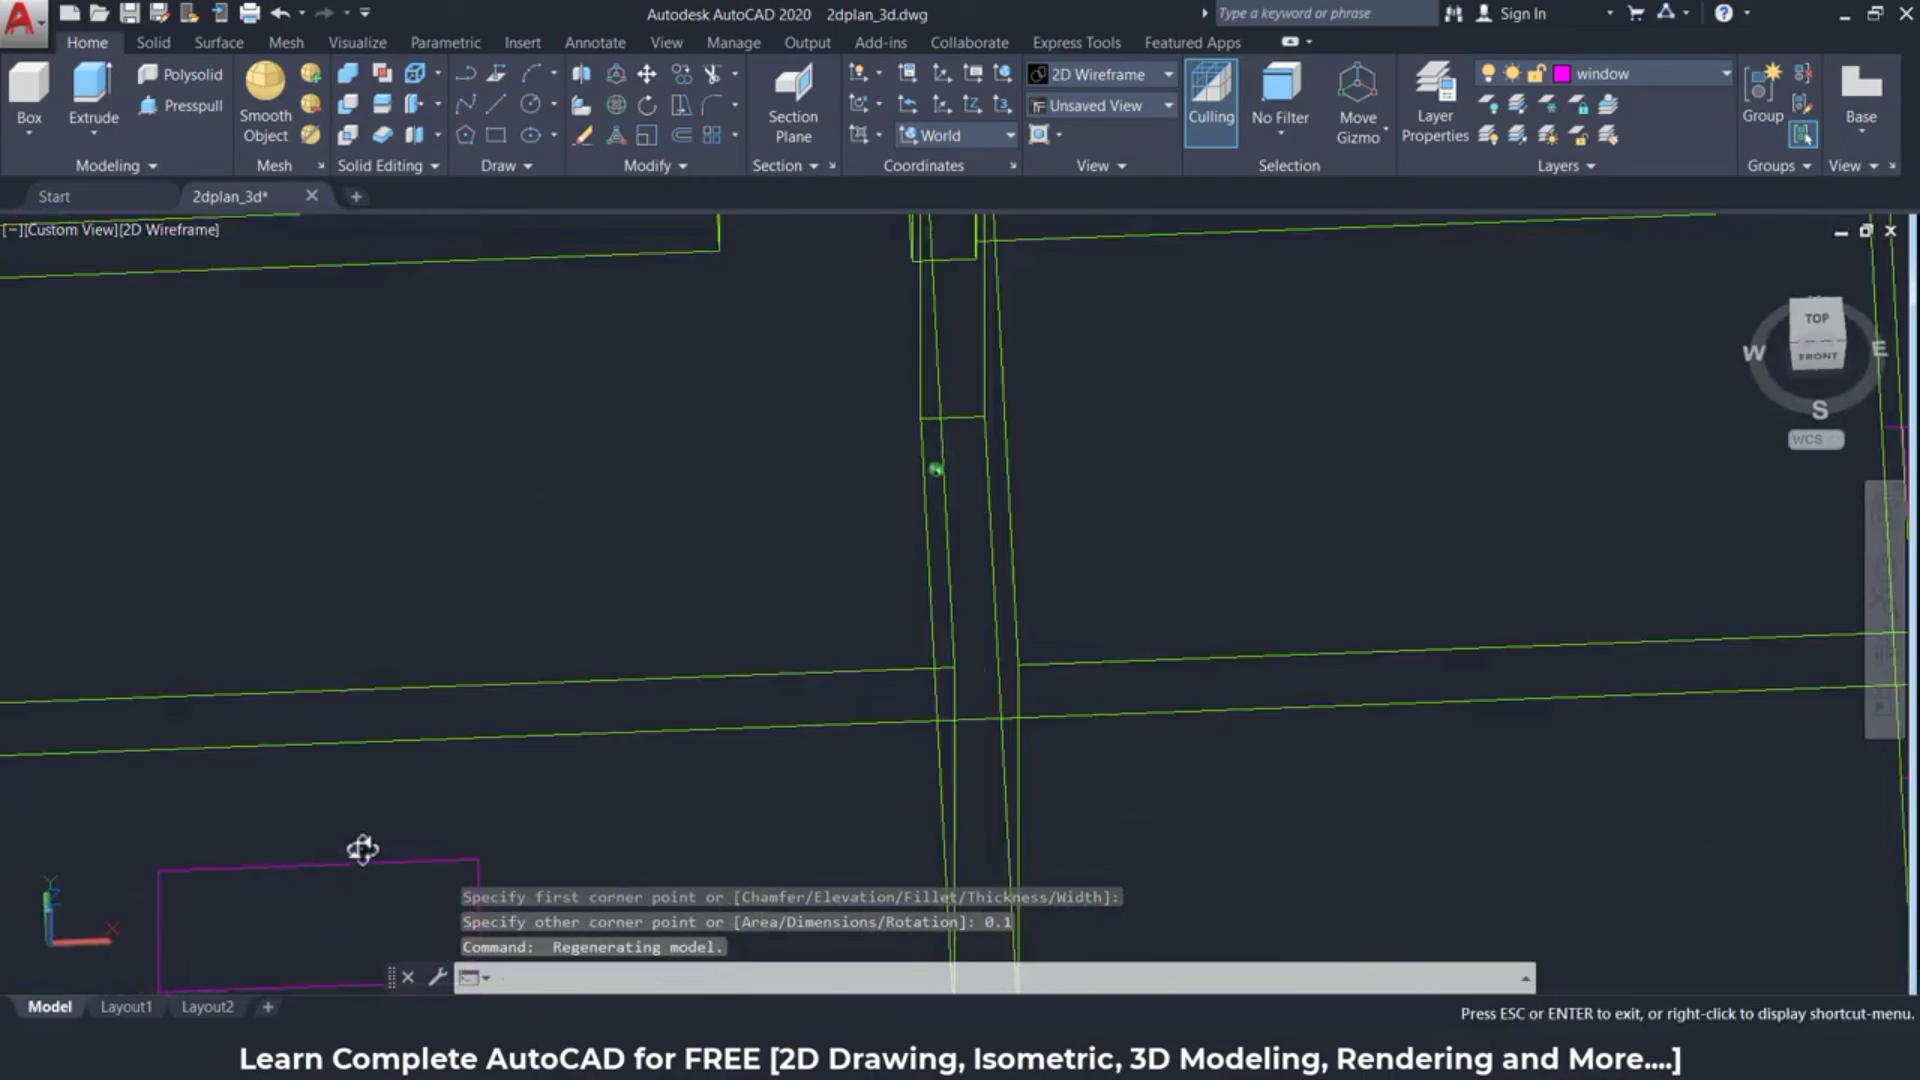 Autodesk AutoCAD 2020 2dplan_3d.dwg
Type a keyword or phrase
Sign In
Home Solid Surface Mesh Visualize Parametric Insert Annotate View Manage Output Add-ins Collaborate Express Tools Featured Apps
Box
Extrude
Polysolid
Presspull
Smooth
Object
Section
Plane
World
2D Wireframe
Unsaved View
Culling
No Filter
Move
Gizmo
Layer
Properties
window
Group
Base
Modeling Mesh Solid Editing Draw Modify Section Coordinates View Selection Layers Groups View
Start 2dplan_3d*
[−][Custom View][2D Wireframe]
TOP
FRONT
W
E
S
WCS
Y
Z
X
Specify first corner point or [Chamfer/Elevation/Fillet/Thickness/Width]:
Specify other corner point or [Area/Dimensions/Rotation]: 0.1
Command: Regenerating model.
Model Layout1 Layout2 +
Press ESC or ENTER to exit, or right-click to display shortcut-menu.
Learn Complete AutoCAD for FREE [2D Drawing, Isometric, 3D Modeling, Rendering and More....]